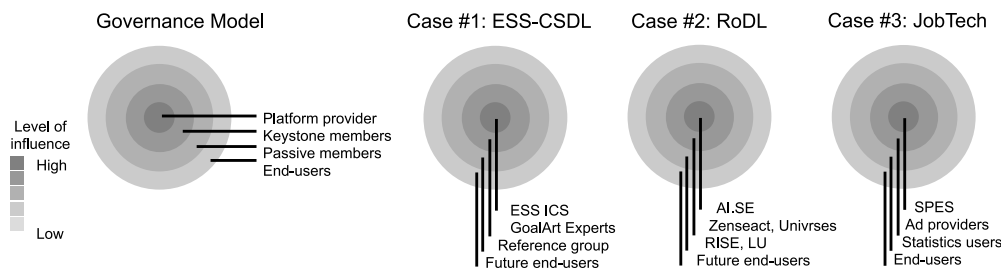 Governance Model
Level of
influence
High
Low
Platform provider
Keystone members
Passive members
End-users
Case #1: ESS-CSDL
ESS ICS
GoalArt Experts
Reference group
Future end-users
Case #2: RoDL
AI.SE
Zenseact, Univrses
RISE, LU
Future end-users
Case #3: JobTech
SPES
Ad providers
Statistics users
End-users